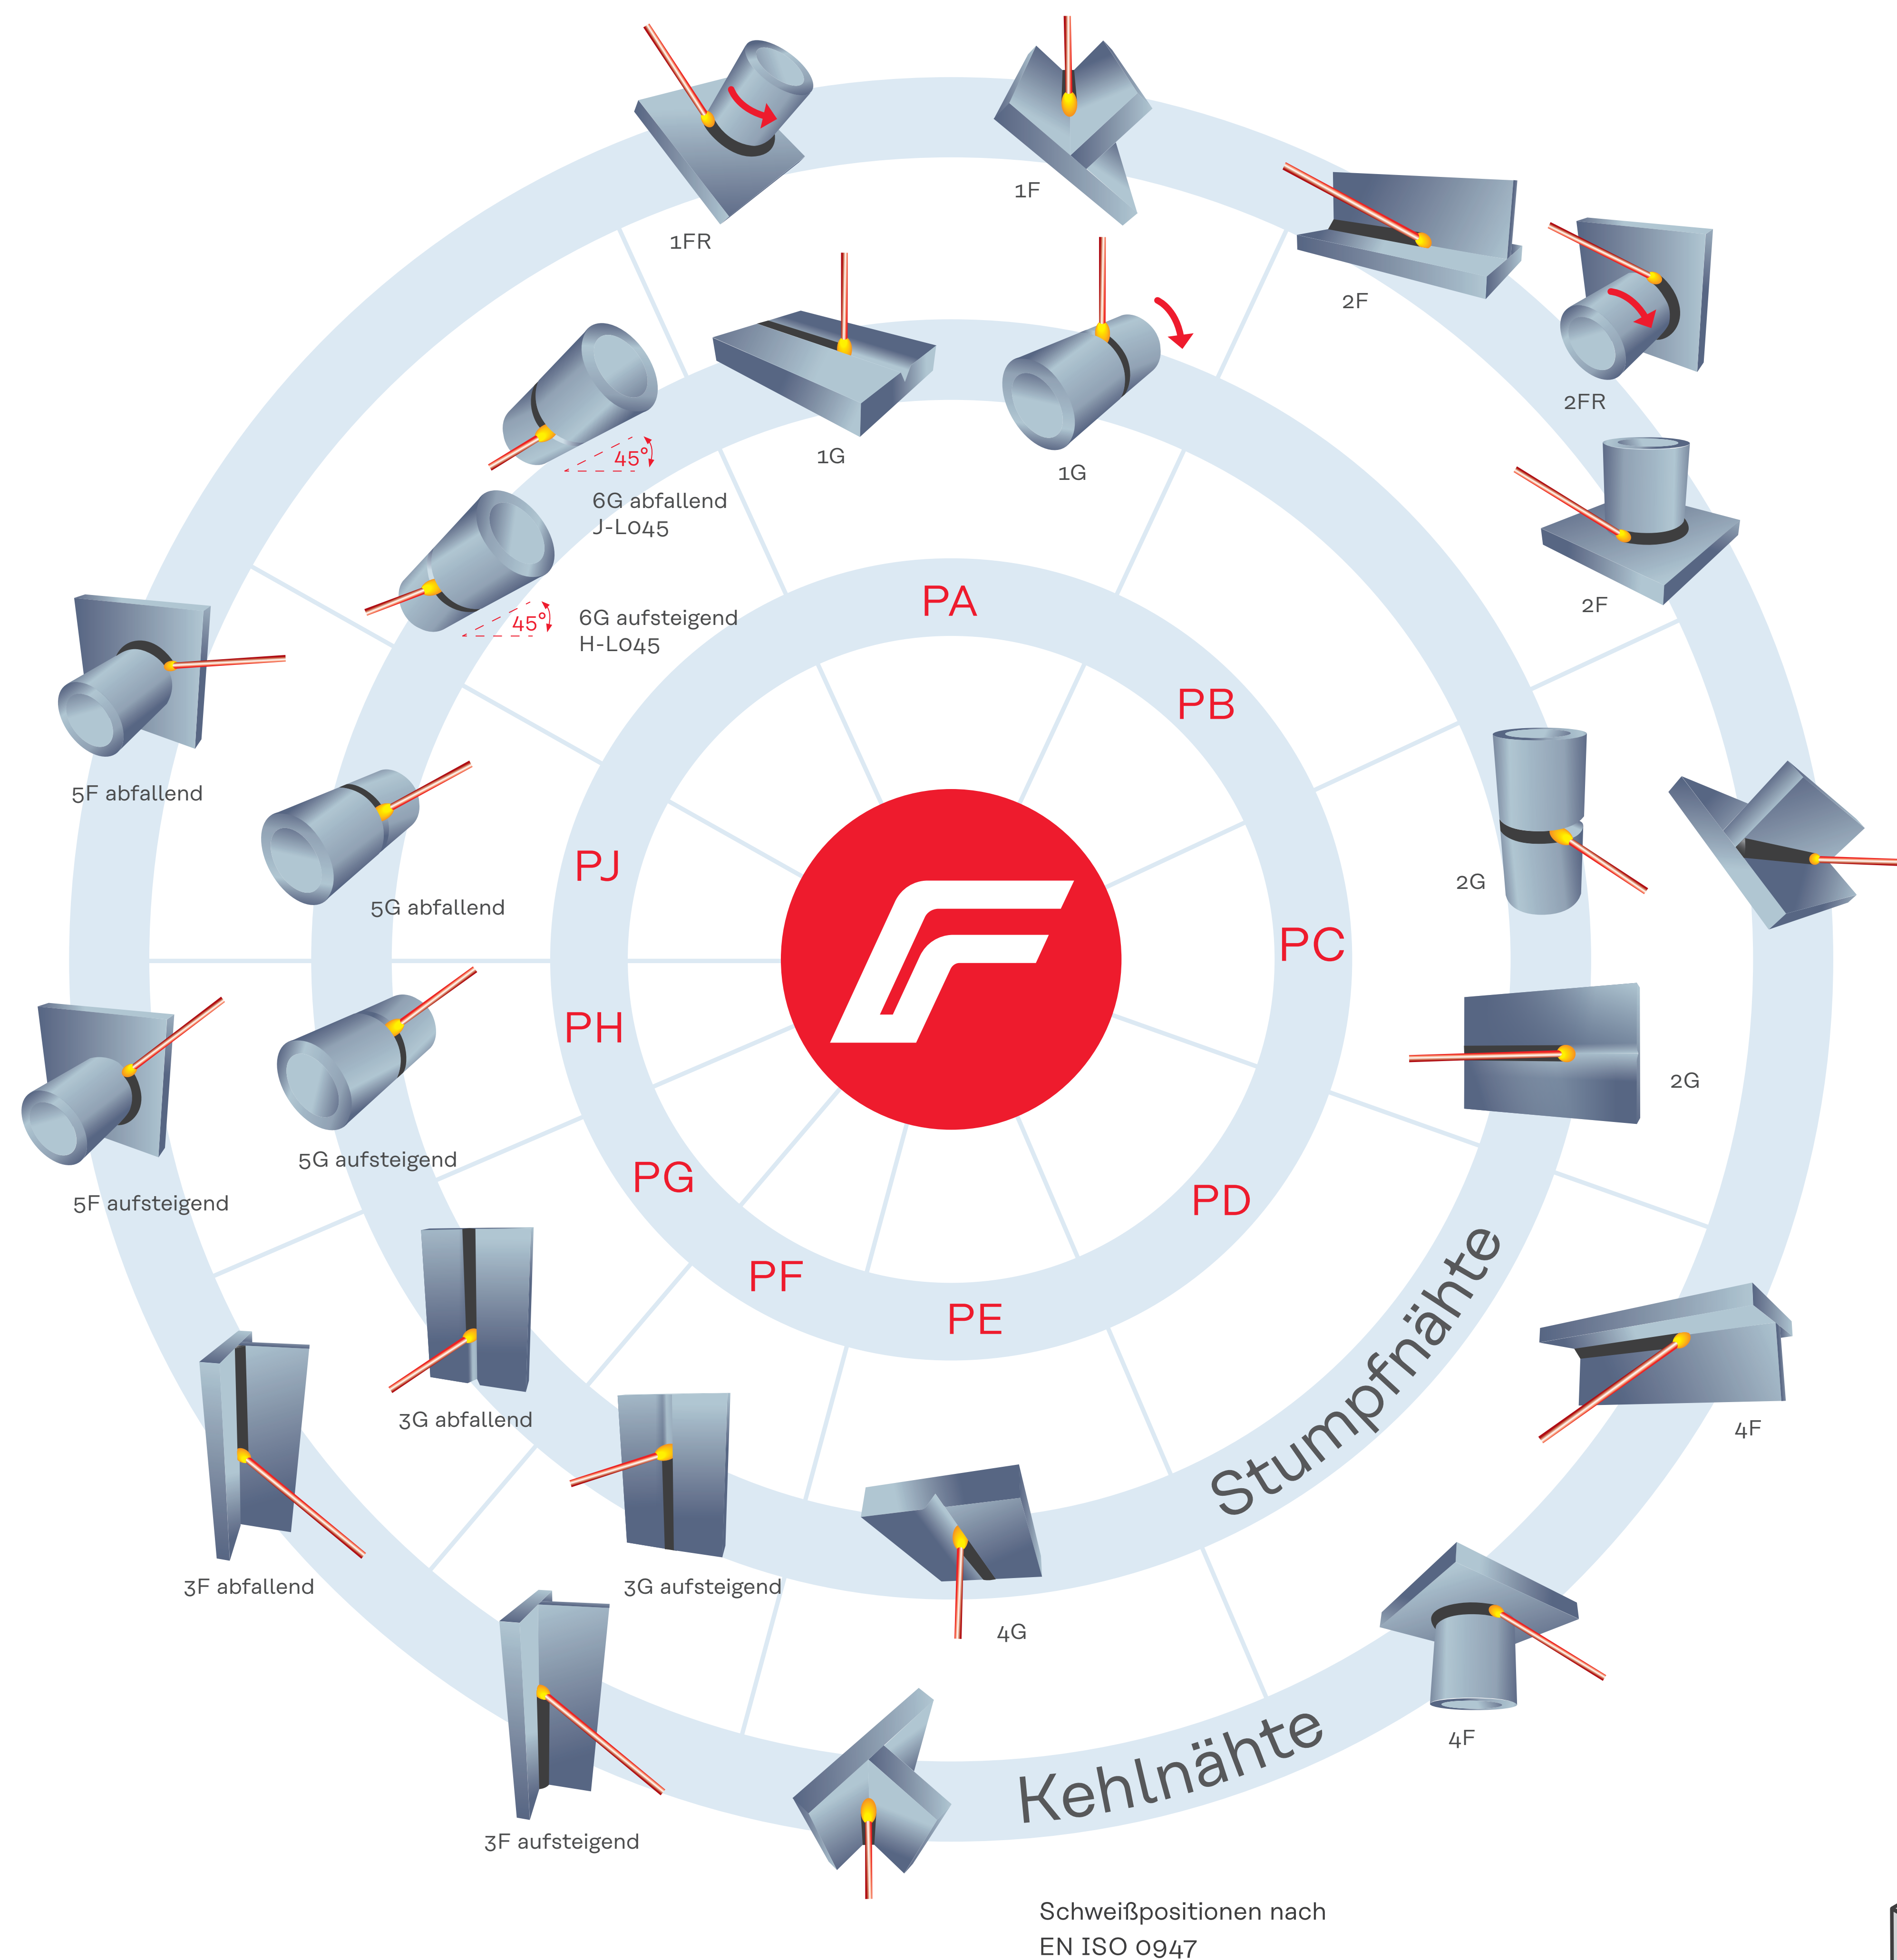 1FR
1F
2F
2FR
1G
1G
45°
6G abfallend
J-L045
2F
45°
6G aufsteigend
H-L045
PA
PB
5F abfallend
5G abfallend
PJ
2G
PC
PH
2G
5G aufsteigend
5F aufsteigend
PG
PD
PF
PE
3G abfallend
4F
Stumpfnähte
3F abfallend
3G aufsteigend
4G
Kehlnähte
4F
3F aufsteigend
Schweißpositionen nach
EN ISO 0947